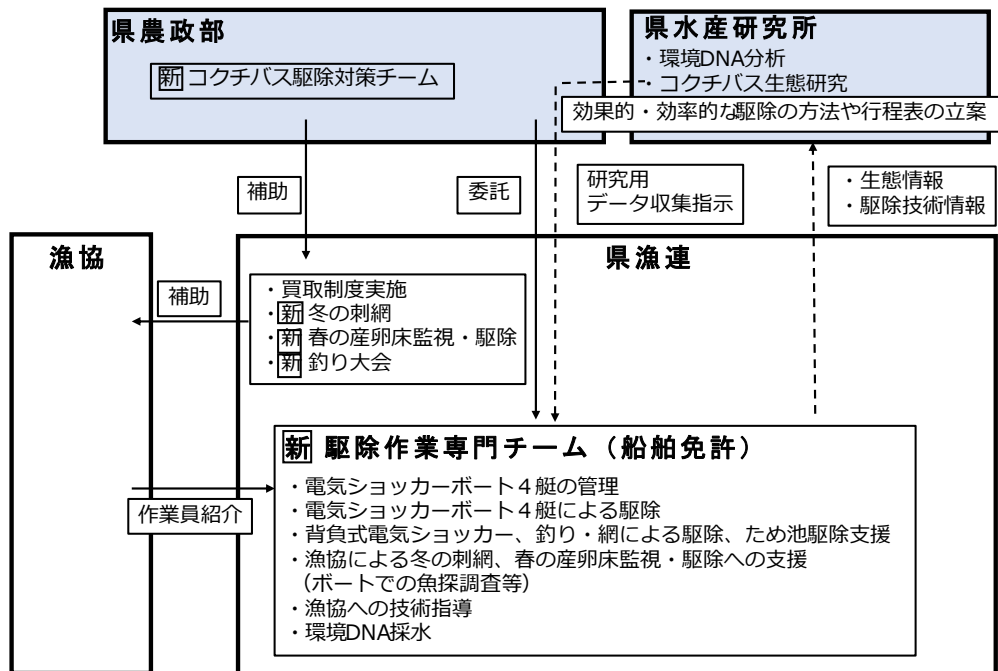 県農政部
新 コクチバス駆除対策チーム
県水産研究所
・環境DNA分析
・コクチバス生態研究
効果的・効率的な駆除の方法や行程表の立案
補助
委託
研究用
データ収集指示
・生態情報
・駆除技術情報
漁協
県漁連
補助
・買取制度実施
・新 冬の刺網
・新 春の産卵床監視・駆除
・新 釣り大会
作業員紹介
新 駆除作業専門チーム（船舶免許）
・電気ショッカーボート４艇の管理
・電気ショッカーボート４艇による駆除
・背負式電気ショッカー、釣り・網による駆除、ため池駆除支援
・漁協による冬の刺網、春の産卵床監視・駆除への支援
（ボートでの魚探調査等）
・漁協への技術指導
・環境DNA採水